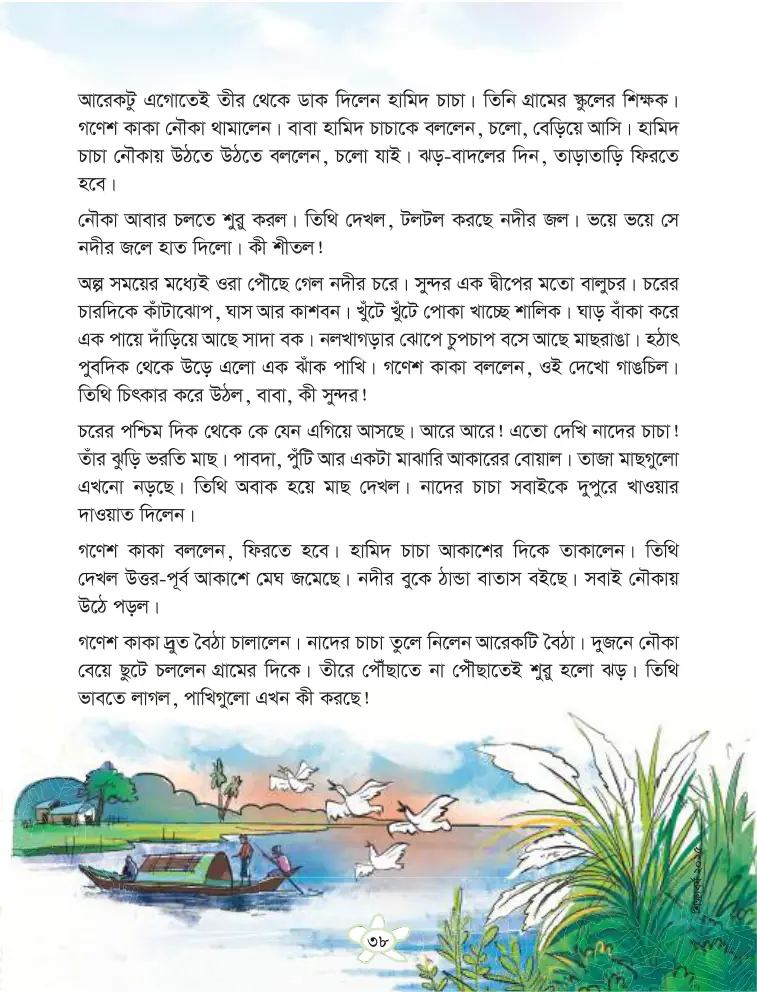 আরেকটু এগোতেই তীর থেকে ডাক দিলেন হামিদ চাচা। তিনি গ্রামের স্কুলের শিক্ষক।
গণেশ কাকা নৌকা থামালেন। বাবা হামিদ চাচাকে বললেন, চলো, বেড়িয়ে আসি। হামিদ
চাচা নৌকায় উঠতে উঠতে বললেন, চলো যাই। ঝড়-বাদলের দিন, তাড়াতাড়ি ফিরতে
হবে।
নৌকা আবার চলতে শুরু করল। তিথি দেখল, টলটল করছে নদীর জল। ভয়ে ভয়ে সে
নদীর জলে হাত দিলো। কী শীতল!
অল্প সময়ের মধ্যেই ওরা পৌঁছে গেল নদীর চরে। সুন্দর এক দ্বীপের মতো বালুচর। চরের
চারদিকে কাঁটাঝোপ, ঘাস আর কাশবন। খুঁটে খুঁটে পোকা খাচ্ছে শালিক। ঘাড় বাঁকা করে
এক পায়ে দাঁড়িয়ে আছে সাদা বক। নলখাগড়ার ঝোপে চুপচাপ বসে আছে মাছরাঙা। হঠাৎ
পুবদিক থেকে উড়ে এলো এক ঝাঁক পাখি। গণেশ কাকা বললেন, ওই দেখো গাঙচিল।
তিথি চিৎকার করে উঠল, বাবা, কী সুন্দর!
চরের পশ্চিম দিক থেকে কে যেন এগিয়ে আসছে। আরে আরে! এতো দেখি নাদের চাচা!
তাঁর ঝুড়ি ভরতি মাছ। পাবদা, পুঁটি আর একটা মাঝারি আকারের বোয়াল। তাজা মাছগুলো
এখনো নড়ছে। তিথি অবাক হয়ে মাছ দেখল। নাদের চাচা সবাইকে দুপুরে খাওয়ার
দাওয়াত দিলেন।
গণেশ কাকা বললেন, ফিরতে হবে। হামিদ চাচা আকাশের দিকে তাকালেন। তিথি
দেখল উত্তর-পূর্ব আকাশে মেঘ জমেছে। নদীর বুকে ঠান্ডা বাতাস বইছে। সবাই নৌকায়
উঠে পড়ল।
গণেশ কাকা দ্রুত বৈঠা চালালেন। নাদের চাচা তুলে নিলেন আরেকটি বৈঠা। দুজনে নৌকা
বেয়ে ছুটে চললেন গ্রামের দিকে। তীরে পৌঁছাতে না পৌঁছাতেই শুরু হলো ঝড়। তিথি
ভাবতে লাগল, পাখিগুলো এখন কী করছে!
শিক্ষাবর্ষ ২০২৫
৩৮